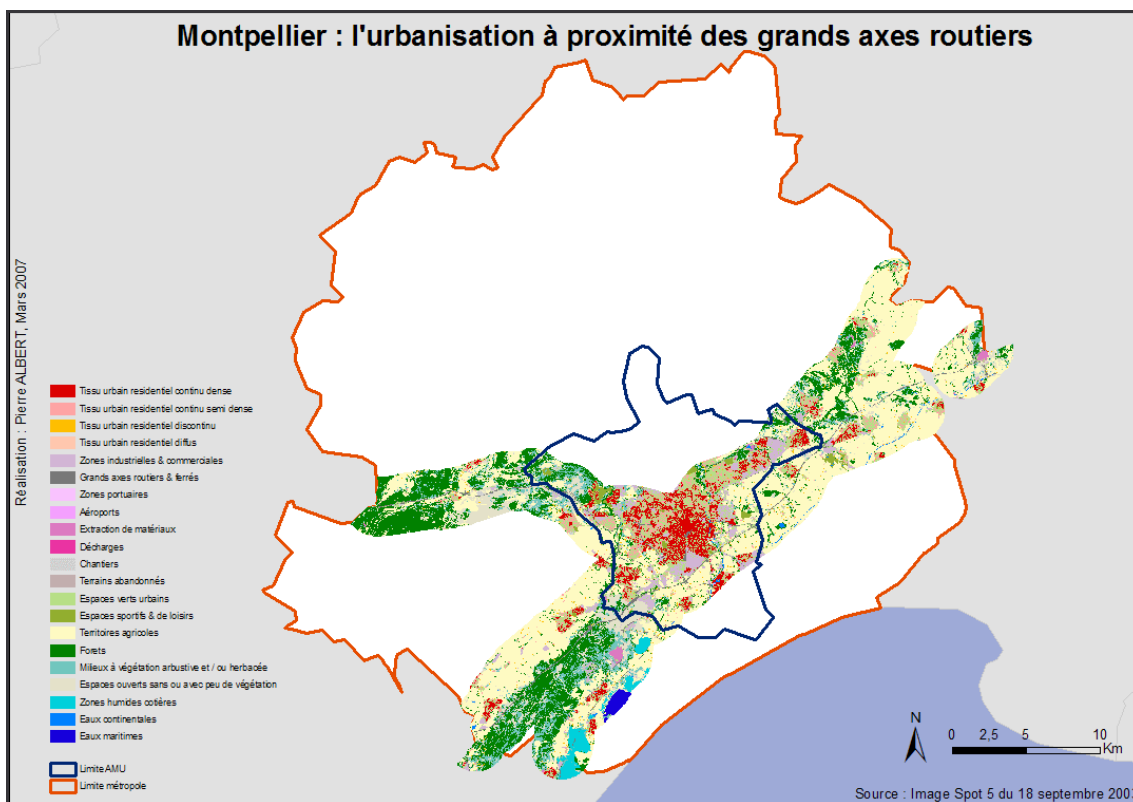 Montpellier : l'urbanisation à proximité des grands axes routiers
Réalisation : Pierre ALBERT, Mars 2007
Tissu urbain résidentiel continu dense
Tissu urbain résidentiel continu semi dense
Tissu urbain résidentiel discontinu
Tissu urbain résidentiel diffus
Zones industrielles & commerciales
Grands axes routiers & ferrés
Zones portuaires
Aéroports
Extraction de matériaux
Décharges
Chantiers
Terrains abandonnés
Espaces verts urbains
Espaces sportifs & de loisirs
Territoires agricoles
Forets
Milieux à végétation arbustive et / ou herbacée
Espaces ouverts sans ou avec peu de végétation
Zones humides cotières
Eaux continentales
Eaux maritimes
Limite AMU
Limite métropole
N
0 2,5 5 10
Km
Source : Image Spot 5 du 18 septembre